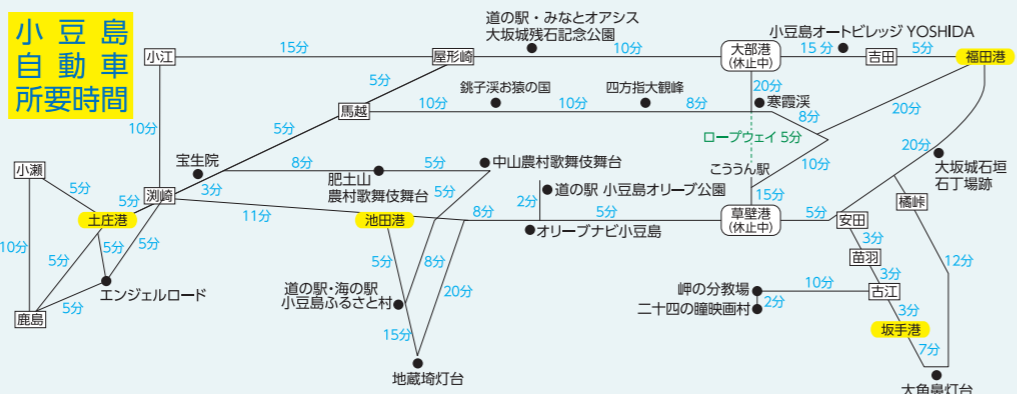 小豆島
自動車
所要時間
道の駅・みなとオアシス
大坂城残石記念公園
小豆島オートビレッジ YOSHIDA
小江
15分
屋形崎
10分
大部港
(休止中)
15分
吉田
5分
福田港
5分
20分
馬越
銚子渓お猿の国
四方指大観峰
寒霞渓
10分
10分
8分
8分
20分
10分
5分
ロープウェイ 5分
20分
宝生院
8分
5分
中山農村歌舞伎舞台
こううん駅
10分
大坂城石垣
石丁場跡
小瀬
3分
肥土山
農村歌舞伎舞台
5分
道の駅 小豆島オリーブ公園
15分
橘峠
渕崎
5分
土庄港
5分
11分
池田港
8分
2分
5分
草壁港
(休止中)
5分
安田
オリーブナビ小豆島
3分
10分
5分
5分
5分
5分
8分
苗羽
12分
エンジェルロード
道の駅・海の駅
小豆島ふるさと村
20分
岬の分教場
10分
3分
古江
5分
鹿島
二十四の瞳映画村
2分
3分
坂手港
15分
7分
地蔵埼灯台
大角鼻灯台